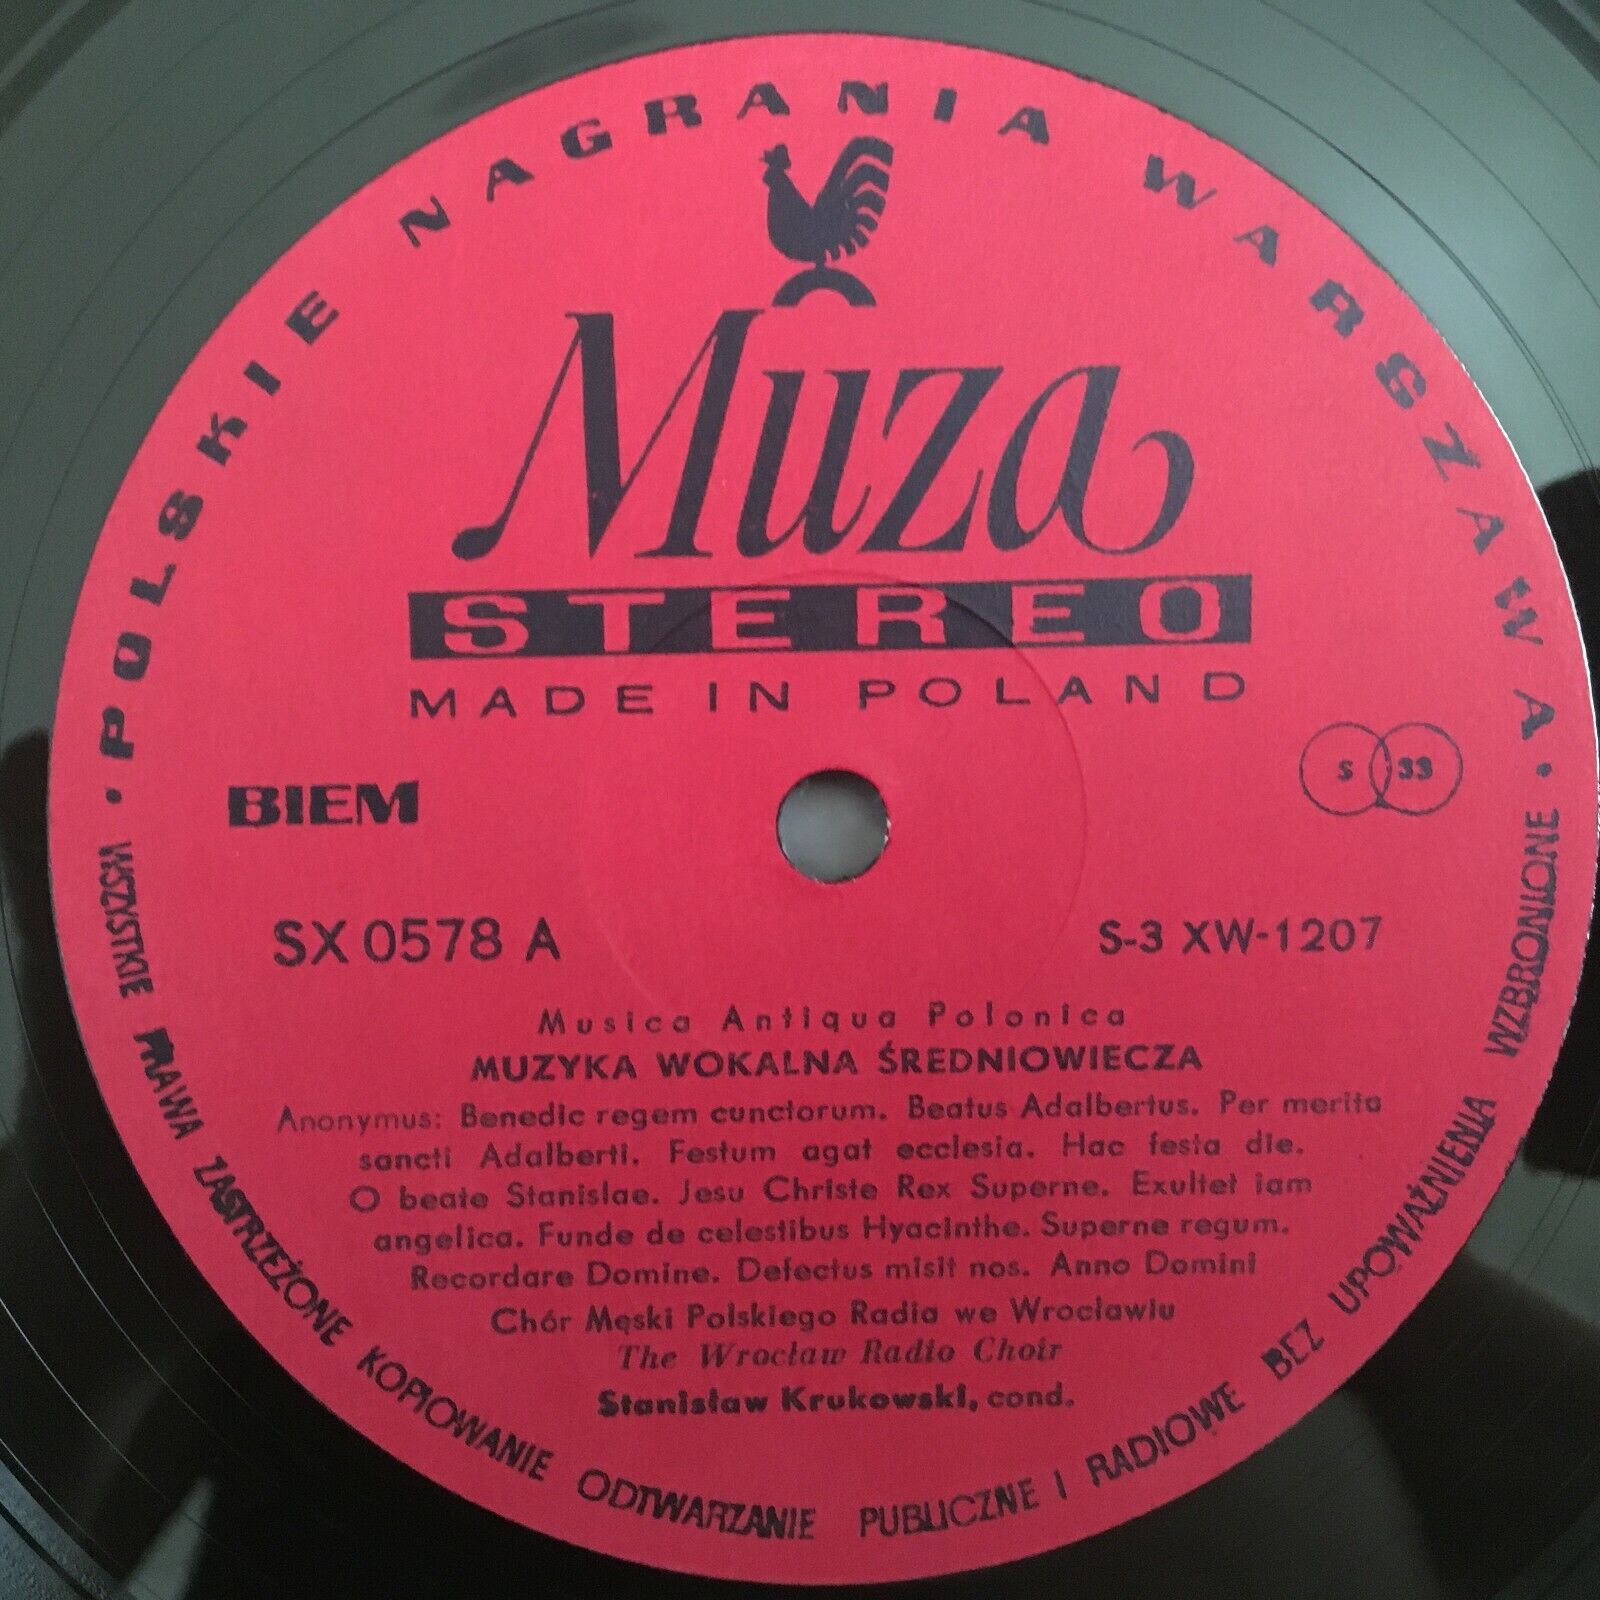 · POLSKIE NAGRANIA WARSZAWA ·
Muza
STEREO
MADE IN POLAND
BIEM
S 33
SX 0578 A
S-3 XW-1207
Musica Antiqua Polonica
MUZYKA WOKALNA ŚREDNIOWIECZA
Anonymus: Benedic regem cunctorum. Beatus Adalbertus. Per merita
sancti Adalberti. Festum agat ecclesia. Hac festa die.
O beate Stanislae. Jesu Christe Rex Superne. Exultet iam
angelica. Funde de celestibus Hyacinthe. Superne regum.
Recordare Domine. Defectus misit nos. Anno Domini
Chór Męski Polskiego Radia we Wrocławiu
The Wrocław Radio Choir
Stanisław Krukowski, cond.
WSZYSTKIE PRAWA ZASTRZEŻONE KOPIOWANIE ODTWARZANIE PUBLICZNE I RADIOWE BEZ UPOWAŻNIENIA WZBRONIONE